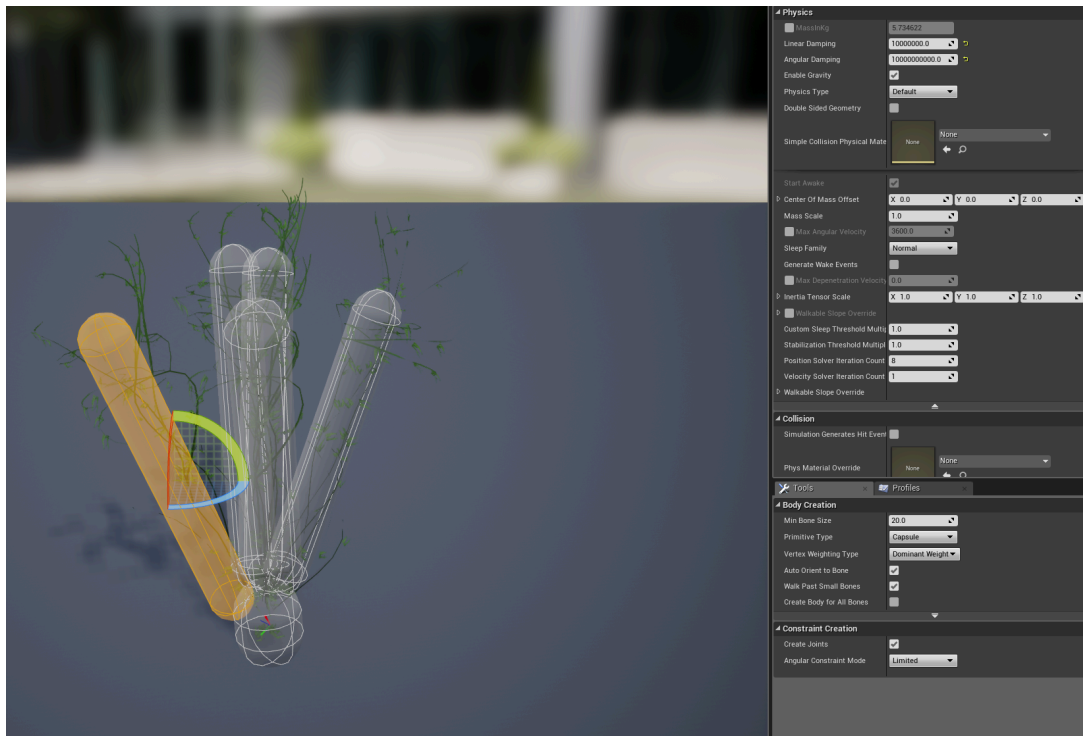 Physics
MassInKg 5.734622
Linear Damping 10000000.0
Angular Damping 10000000000.0
Enable Gravity
Physics Type Default
Double Sided Geometry
Simple Collision Physical Mate None None
Start Awake
Center Of Mass Offset X 0.0 Y 0.0 Z 0.0
Mass Scale 1.0
Max Angular Velocity 3600.0
Sleep Family Normal
Generate Wake Events
Max Depenetration Velocity 0.0
Inertia Tensor Scale X 1.0 Y 1.0 Z 1.0
Walkable Slope Override
Custom Sleep Threshold Multip 1.0
Stabilization Threshold Multipl 1.0
Position Solver Iteration Count 8
Velocity Solver Iteration Count 1
Walkable Slope Override
Collision
Simulation Generates Hit Event
Phys Material Override None None
Tools Profiles
Body Creation
Min Bone Size 20.0
Primitive Type Capsule
Vertex Weighting Type Dominant Weight
Auto Orient to Bone
Walk Past Small Bones
Create Body for All Bones
Constraint Creation
Create Joints
Angular Constraint Mode Limited